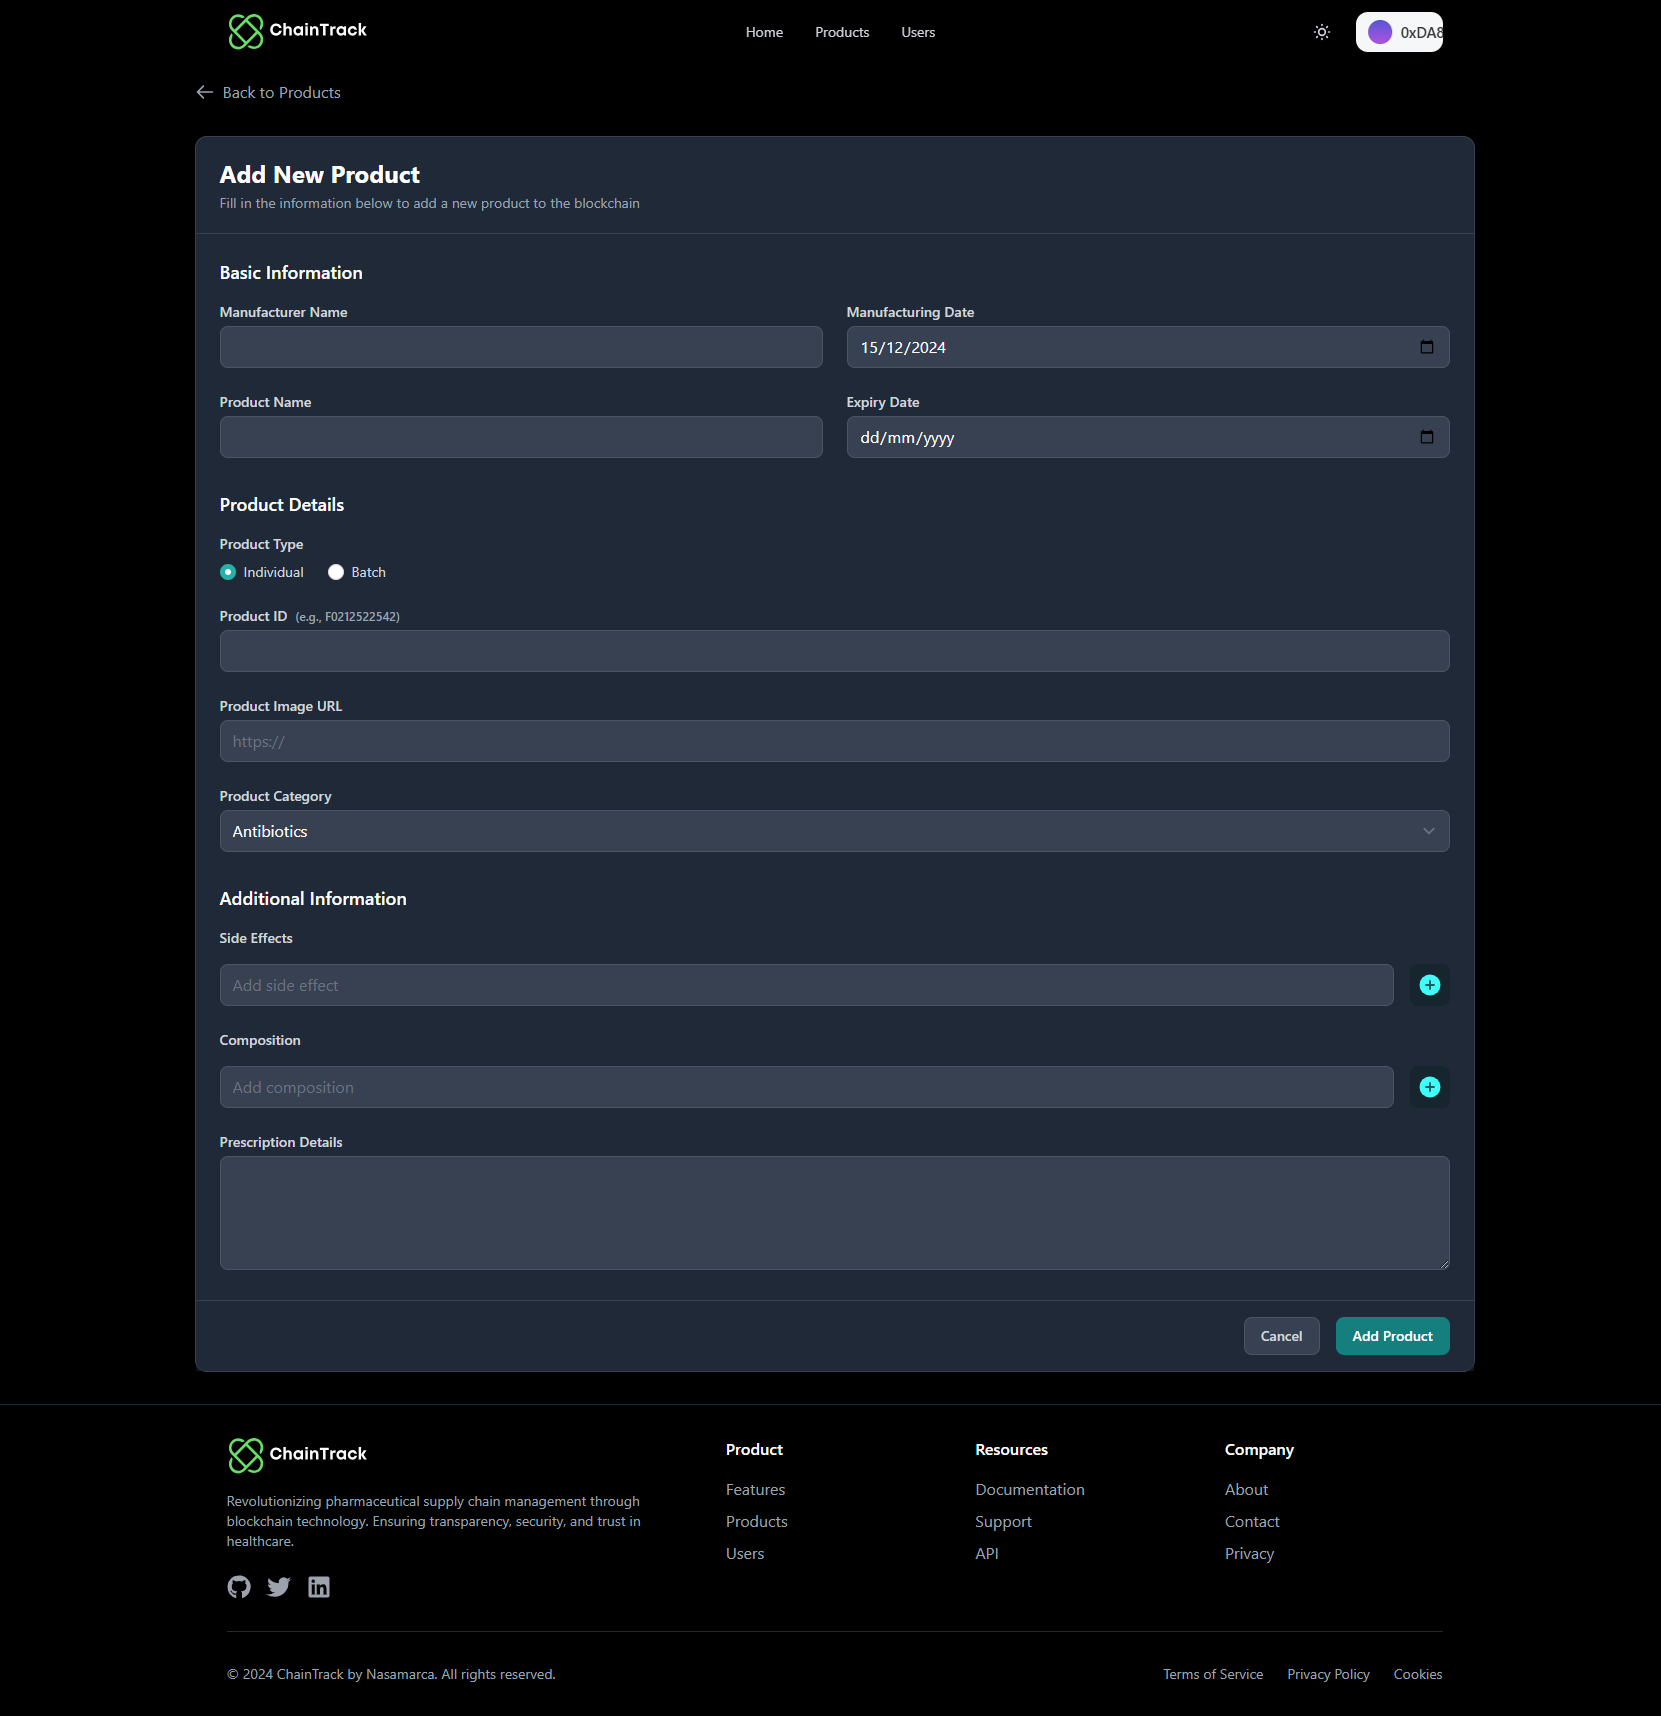 ChainTrack
Home
Products
Users
0xDA8
Back to Products
Add New Product
Fill in the information below to add a new product to the blockchain
Basic Information
Manufacturer Name
Manufacturing Date
15/12/2024
Product Name
Expiry Date
dd/mm/yyyy
Product Details
Product Type
Individual
Batch
Product ID (e.g., F0212522542)
Product Image URL
https://
Product Category
Antibiotics
Additional Information
Side Effects
Add side effect
Composition
Add composition
Prescription Details
Cancel
Add Product
ChainTrack
Revolutionizing pharmaceutical supply chain management through
blockchain technology. Ensuring transparency, security, and trust in
healthcare.
Product
Features
Products
Users
Resources
Documentation
Support
API
Company
About
Contact
Privacy
© 2024 ChainTrack by Nasamarca. All rights reserved.
Terms of Service
Privacy Policy
Cookies